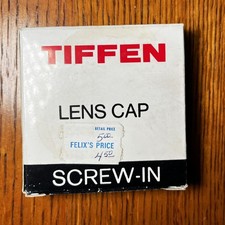 TIFFEN
LENS CAP
RETAIL PRICE
FELIX'S PRICE
SCREW-IN